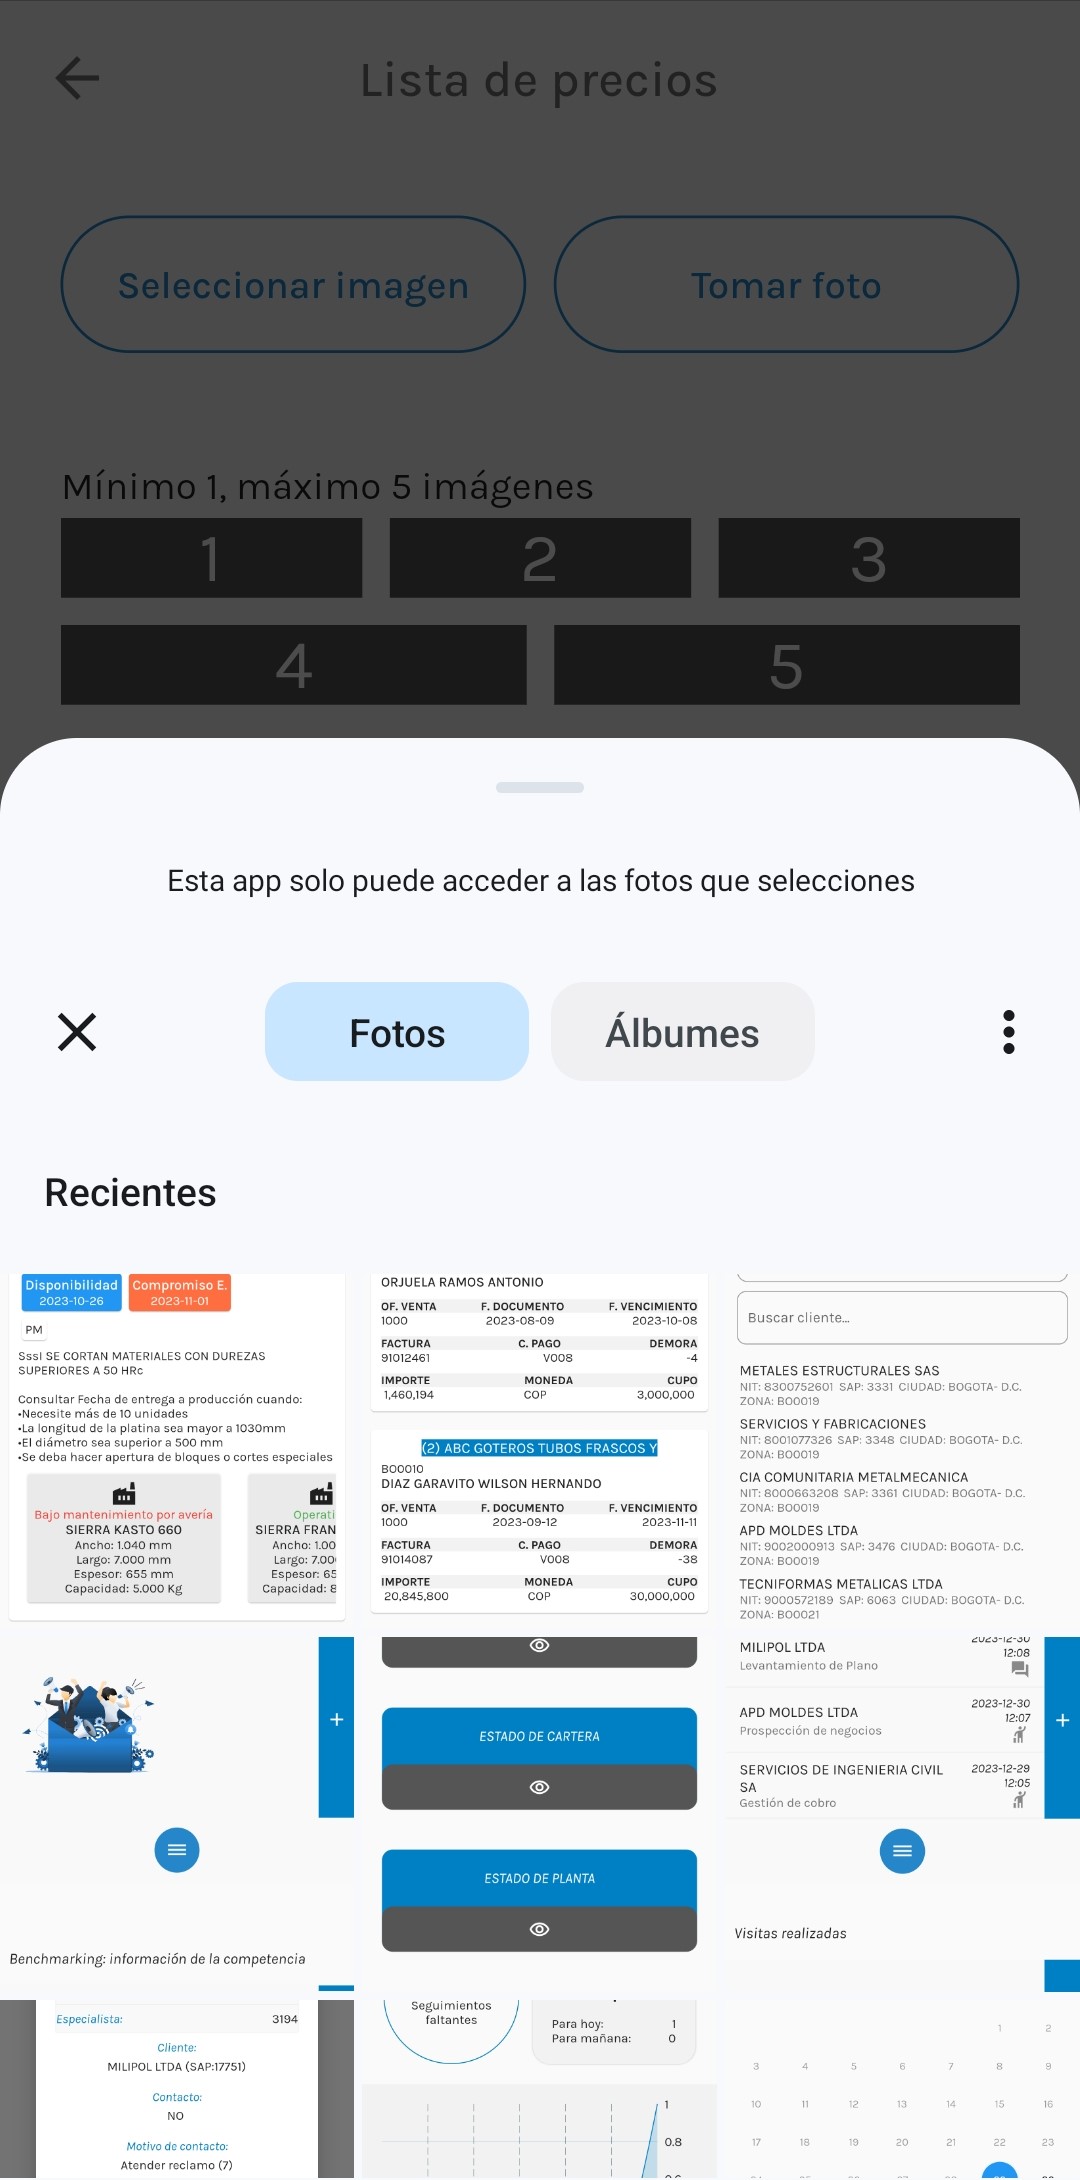 Lista de precios
Seleccionar imagen
Tomar foto
Mínimo 1, máximo 5 imágenes
1
2
3
4
5
Esta app solo puede acceder a las fotos que selecciones
Fotos
Álbumes
Recientes
Disponibilidad
2023-10-26
Compromiso E.
2023-11-01
PM
SssI SE CORTAN MATERIALES CON DUREZAS
SUPERIORES A 50 HRc
Consultar Fecha de entrega a producción cuando:
•Necesite más de 10 unidades
•La longitud de la platina sea mayor a 1030mm
•El diámetro sea superior a 500 mm
•Se deba hacer apertura de bloques o cortes especiales
Bajo mantenimiento por avería
SIERRA KASTO 660
Ancho: 1.040 mm
Largo: 7.000 mm
Espesor: 655 mm
Capacidad: 5.000 Kg
Operati
SIERRA FRAN
Ancho: 1.00
Largo: 7.00
Espesor: 65
Capacidad: 8
ORJUELA RAMOS ANTONIO
OF. VENTA F. DOCUMENTO F. VENCIMIENTO
1000 2023-08-09 2023-10-08
FACTURA C. PAGO DEMORA
91012461 V008 -4
IMPORTE MONEDA CUPO
1,460,194 COP 3,000,000
(2) ABC GOTEROS TUBOS FRASCOS Y
BO0010
DIAZ GARAVITO WILSON HERNANDO
OF. VENTA F. DOCUMENTO F. VENCIMIENTO
1000 2023-09-12 2023-11-11
FACTURA C. PAGO DEMORA
91014087 V008 -38
IMPORTE MONEDA CUPO
20,845,800 COP 30,000,000
Buscar cliente...
METALES ESTRUCTURALES SAS
NIT: 8300752601 SAP: 3331 CIUDAD: BOGOTA- D.C.
ZONA: BO0019
SERVICIOS Y FABRICACIONES
NIT: 8001077326 SAP: 3348 CIUDAD: BOGOTA- D.C.
ZONA: BO0019
CIA COMUNITARIA METALMECANICA
NIT: 8000663208 SAP: 3361 CIUDAD: BOGOTA- D.C.
ZONA: BO0019
APD MOLDES LTDA
NIT: 9002000913 SAP: 3476 CIUDAD: BOGOTA- D.C.
ZONA: BO0019
TECNIFORMAS METALICAS LTDA
NIT: 9000572189 SAP: 6063 CIUDAD: BOGOTA- D.C.
ZONA: BO0021
Benchmarking: información de la competencia
ESTADO DE CARTERA
ESTADO DE PLANTA
MILIPOL LTDA
2023-12-30
12:08
Levantamiento de Plano
APD MOLDES LTDA
2023-12-30
12:07
Prospección de negocios
SERVICIOS DE INGENIERIA CIVIL
SA
2023-12-29
12:05
Gestión de cobro
Visitas realizadas
Especialista: 3194
Cliente:
MILIPOL LTDA (SAP:17751)
Contacto:
NO
Motivo de contacto:
Atender reclamo (7)
Seguimientos
faltantes
Para hoy: 1
Para mañana: 0
1
0.8
1 2
3 4 5 6 7 8 9
10 11 12 13 14 15 16
17 18 19 20 21 22 23